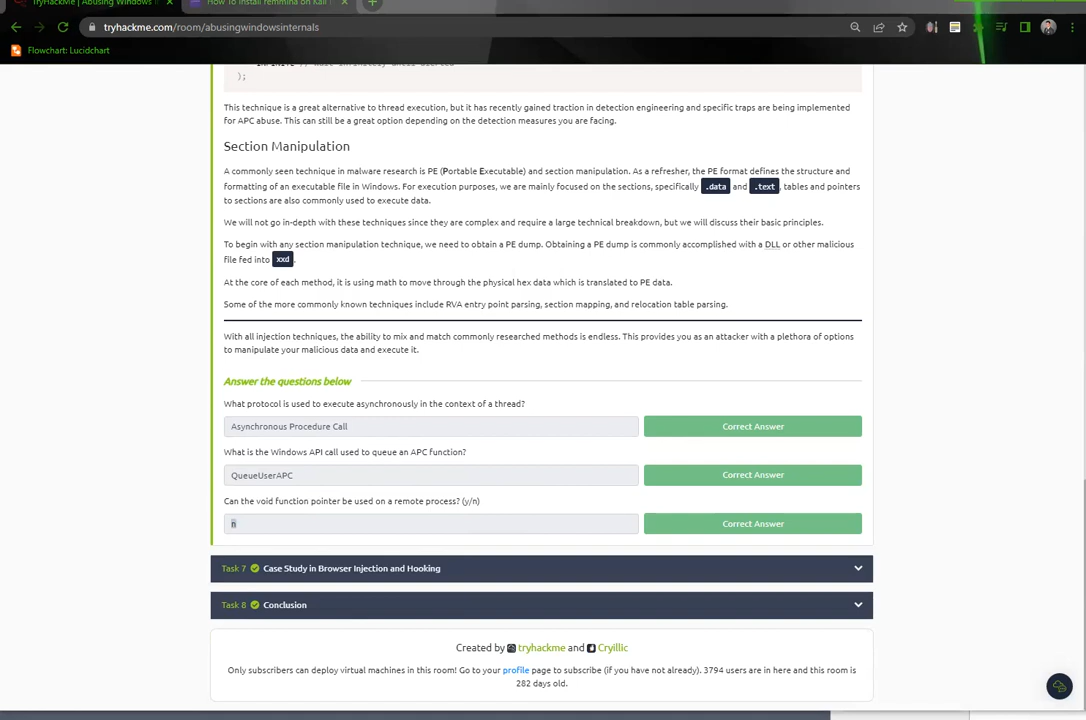 TryHackMe | Abusing Windows
How To Install remmina on Kali
tryhackme.com/room/abusingwindowsinternals
Flowchart: Lucidchart
);
This technique is a great alternative to thread execution, but it has recently gained traction in detection engineering and specific traps are being implemented
for APC abuse. This can still be a great option depending on the detection measures you are facing.
Section Manipulation
A commonly seen technique in malware research is PE (Portable Executable) and section manipulation. As a refresher, the PE format defines the structure and
formatting of an executable file in Windows. For execution purposes, we are mainly focused on the sections, specifically .data and .text, tables and pointers
to sections are also commonly used to execute data.
We will not go in-depth with these techniques since they are complex and require a large technical breakdown, but we will discuss their basic principles.
To begin with any section manipulation technique, we need to obtain a PE dump. Obtaining a PE dump is commonly accomplished with a DLL or other malicious
file fed into xxd.
At the core of each method, it is using math to move through the physical hex data which is translated to PE data.
Some of the more commonly known techniques include RVA entry point parsing, section mapping, and relocation table parsing.
With all injection techniques, the ability to mix and match commonly researched methods is endless. This provides you as an attacker with a plethora of options
to manipulate your malicious data and execute it.
Answer the questions below
What protocol is used to execute asynchronously in the context of a thread?
Asynchronous Procedure Call Correct Answer
What is the Windows API call used to queue an APC function?
QueueUserAPC Correct Answer
Can the void function pointer be used on a remote process? (y/n)
n Correct Answer
Task 7 Case Study in Browser Injection and Hooking
Task 8 Conclusion
Created by tryhackme and Cryillic
Only subscribers can deploy virtual machines in this room! Go to your profile page to subscribe (if you have not already). 3794 users are in here and this room is
282 days old.